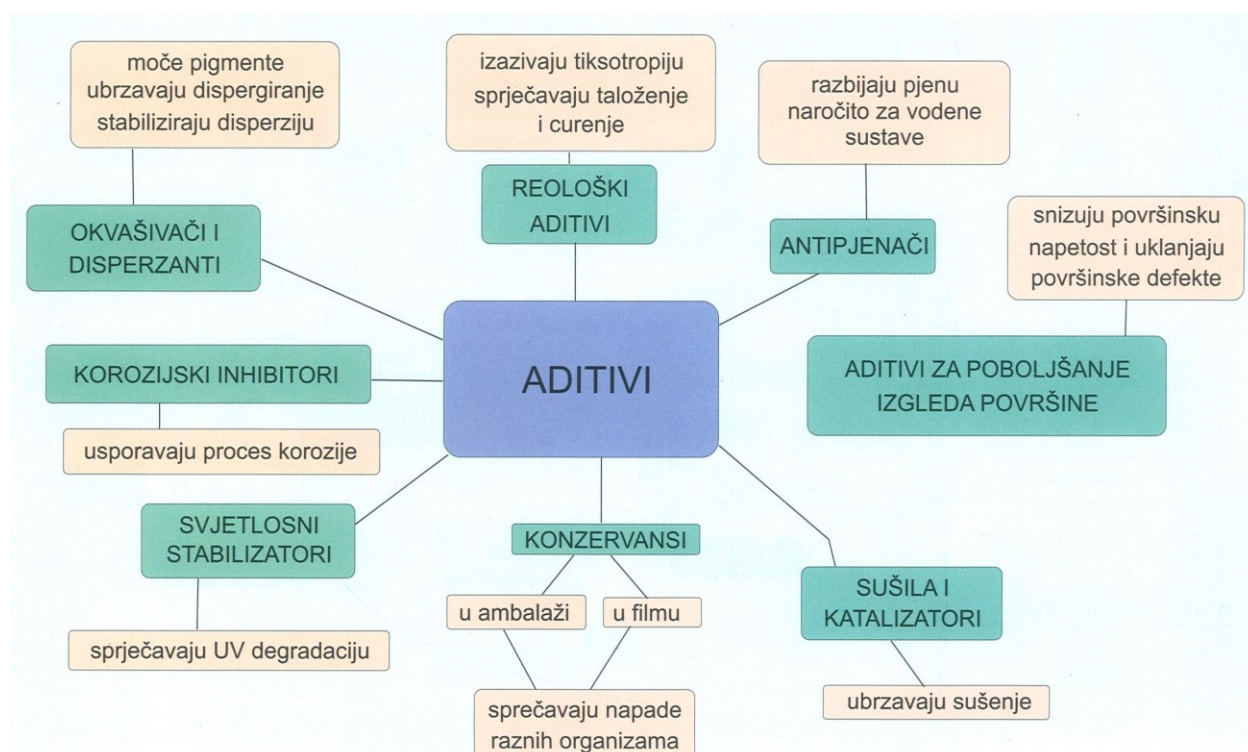 moče pigmente
ubrzavaju dispergiranje
stabiliziraju disperziju
OKVAŠIVAČI I
DISPERZANTI
izazivaju tiksotropiju
sprječavaju taloženje
i curenje
REOLOŠKI
ADITIVI
razbijaju pjenu
naročito za vodene
sustave
ANTIPJENAČI
snizuju površinsku
napetost i uklanjaju
površinske defekte
ADITIVI ZA POBOLJŠANJE
IZGLEDA POVRŠINE
ADITIVI
KOROZIJSKI INHIBITORI
usporavaju proces korozije
SVJETLOSNI
STABILIZATORI
sprječavaju UV degradaciju
KONZERVANSI
u ambalaži
u filmu
sprečavaju napade
raznih organizama
SUŠILA I
KATALIZATORI
ubrzavaju sušenje